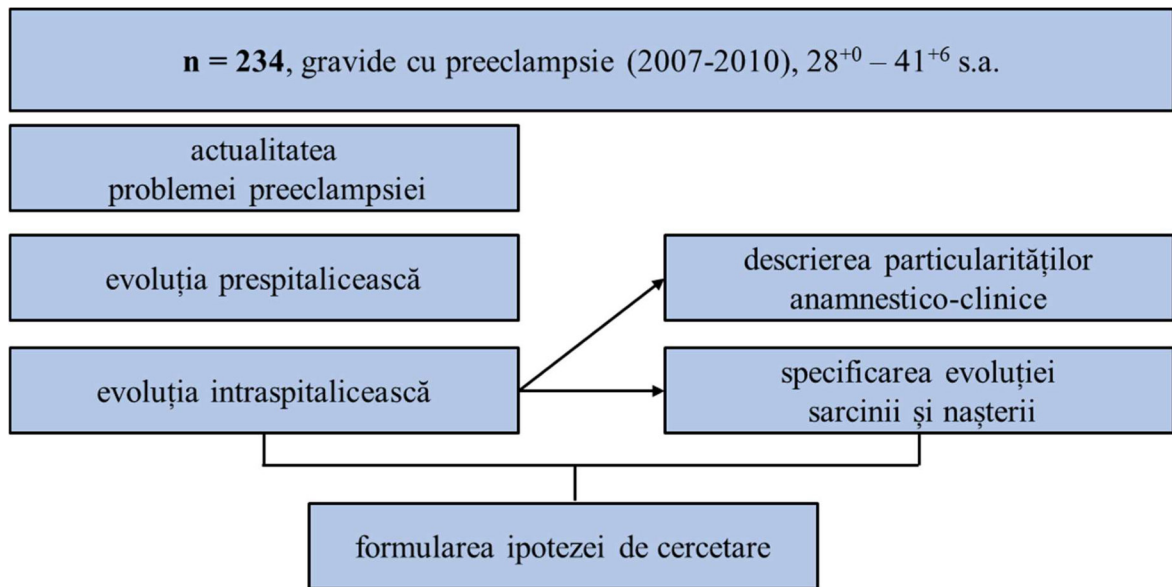 n = 234, gravide cu preeclampsie (2007-2010), 28⁺⁰ – 41⁺⁶ s.a.
actualitatea
problemei preeclampsiei
evoluția prespitalicească
descrierea particularităților
anamnestico-clinice
evoluția intraspitalicească
specificarea evoluției
sarcinii și nașterii
formularea ipotezei de cercetare